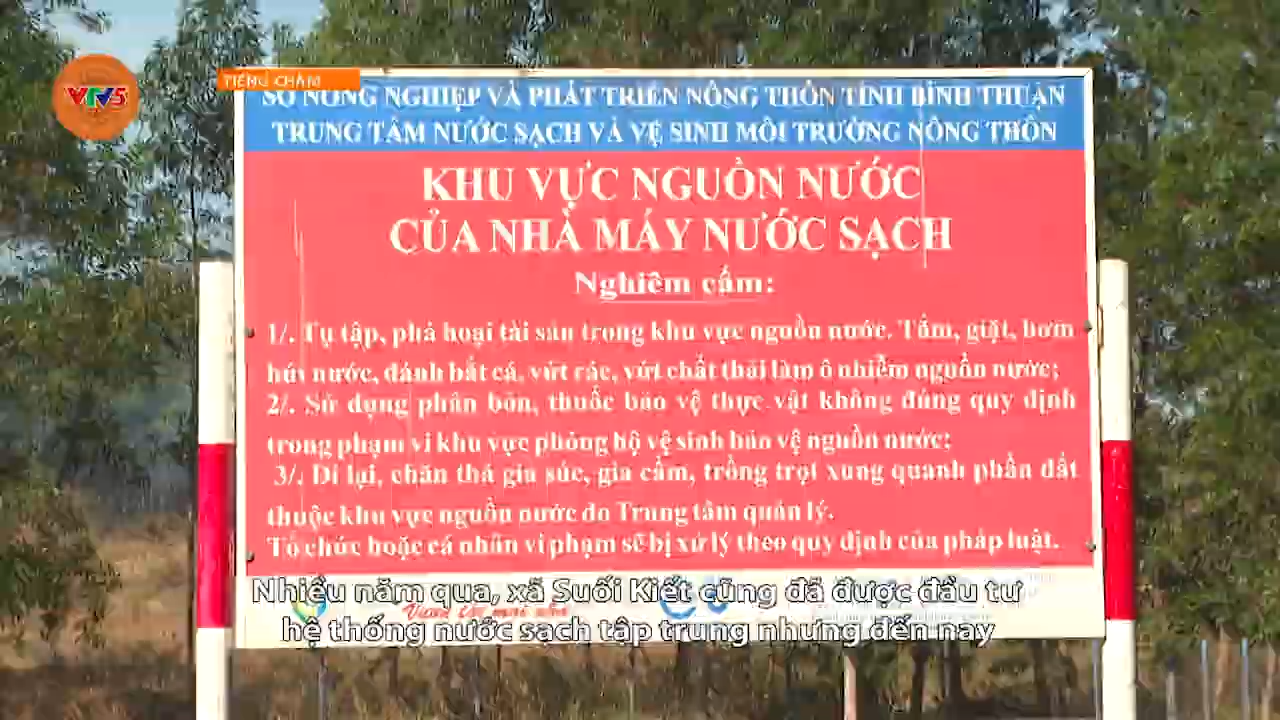 VTV5
TIẾNG CHĂM
SỞ NÔNG NGHIỆP VÀ PHÁT TRIỂN NÔNG THÔN TỈNH BÌNH THUẬN
TRUNG TÂM NƯỚC SẠCH VÀ VỆ SINH MÔI TRƯỜNG NÔNG THÔN
KHU VỰC NGUỒN NƯỚC
CỦA NHÀ MÁY NƯỚC SẠCH
Nghiêm cấm:
1/. Tụ tập, phá hoại tài sản trong khu vực nguồn nước. Tắm, giặt, bơm
hút nước, đánh bắt cá, vứt rác, vứt chất thải làm ô nhiễm nguồn nước;
2/. Sử dụng phân bón, thuốc bảo vệ thực vật không đúng quy định
trong phạm vi khu vực phòng hộ vệ sinh bảo vệ nguồn nước;
3/. Đi lại, chăn thả gia súc, gia cầm, trồng trọt xung quanh phần đất
thuộc khu vực nguồn nước do Trung tâm quản lý.
Tổ chức hoặc cá nhân vi phạm sẽ bị xử lý theo quy định của pháp luật.
Nhiều năm qua, xã Suối Kiết cũng đã được đầu tư
hệ thống nước sạch tập trung nhưng đến nay